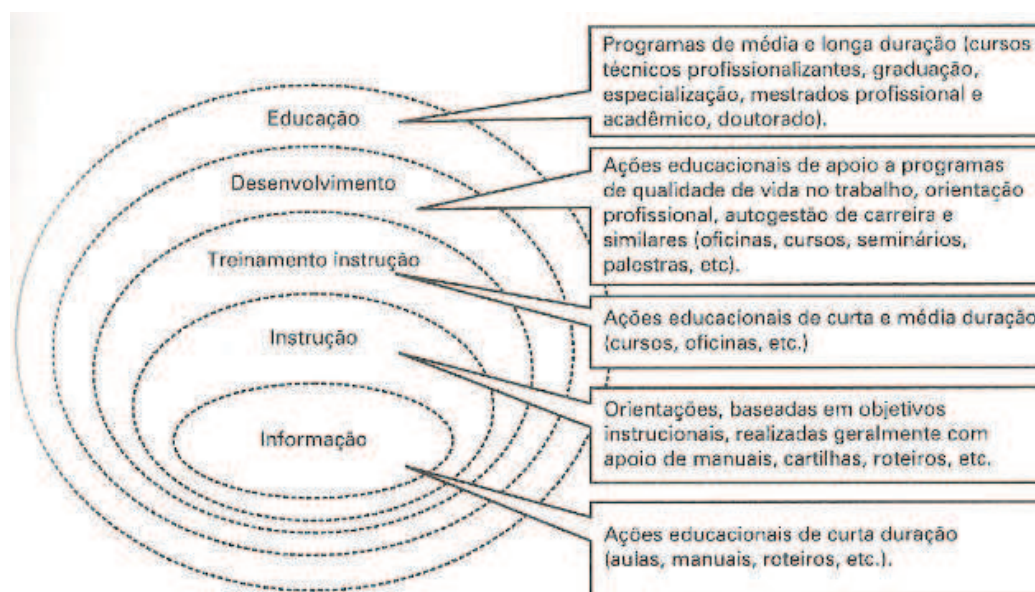 Educação
Programas de média e longa duração (cursos
técnicos profissionalizantes, graduação,
especialização, mestrados profissional e
acadêmico, doutorado).
Desenvolvimento
Ações educacionais de apoio a programas
de qualidade de vida no trabalho, orientação
profissional, autogestão de carreira e
similares (oficinas, cursos, seminários,
palestras, etc).
Treinamento instrução
Ações educacionais de curta e média duração
(cursos, oficinas, etc.)
Instrução
Orientações, baseadas em objetivos
instrucionais, realizadas geralmente com
apoio de manuais, cartilhas, roteiros, etc.
Informação
Ações educacionais de curta duração
(aulas, manuais, roteiros, etc.).